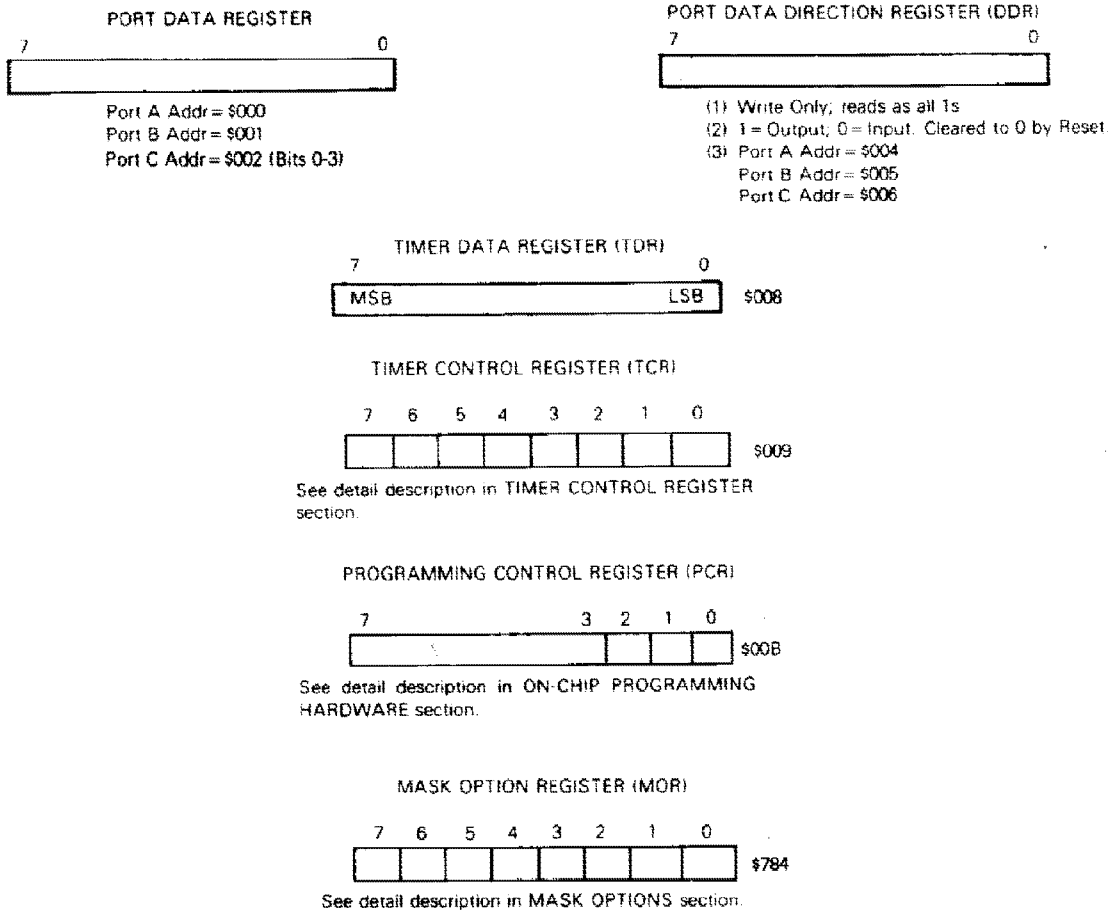 PORT DATA REGISTER
7 0
Port A Addr = $000
Port B Addr = $001
Port C Addr = $002 (Bits 0-3)
PORT DATA DIRECTION REGISTER (DDR)
7 0
(1) Write Only; reads as all 1s
(2) 1 = Output; 0 = Input. Cleared to 0 by Reset.
(3) Port A Addr = $004
Port B Addr = $005
Port C Addr = $006
TIMER DATA REGISTER (TDR)
7 0
MSB LSB $008
TIMER CONTROL REGISTER (TCR)
7 6 5 4 3 2 1 0
$009
See detail description in TIMER CONTROL REGISTER
section.
PROGRAMMING CONTROL REGISTER (PCR)
7 3 2 1 0
$00B
See detail description in ON-CHIP PROGRAMMING
HARDWARE section.
MASK OPTION REGISTER (MOR)
7 6 5 4 3 2 1 0
$784
See detail description in MASK OPTIONS section.